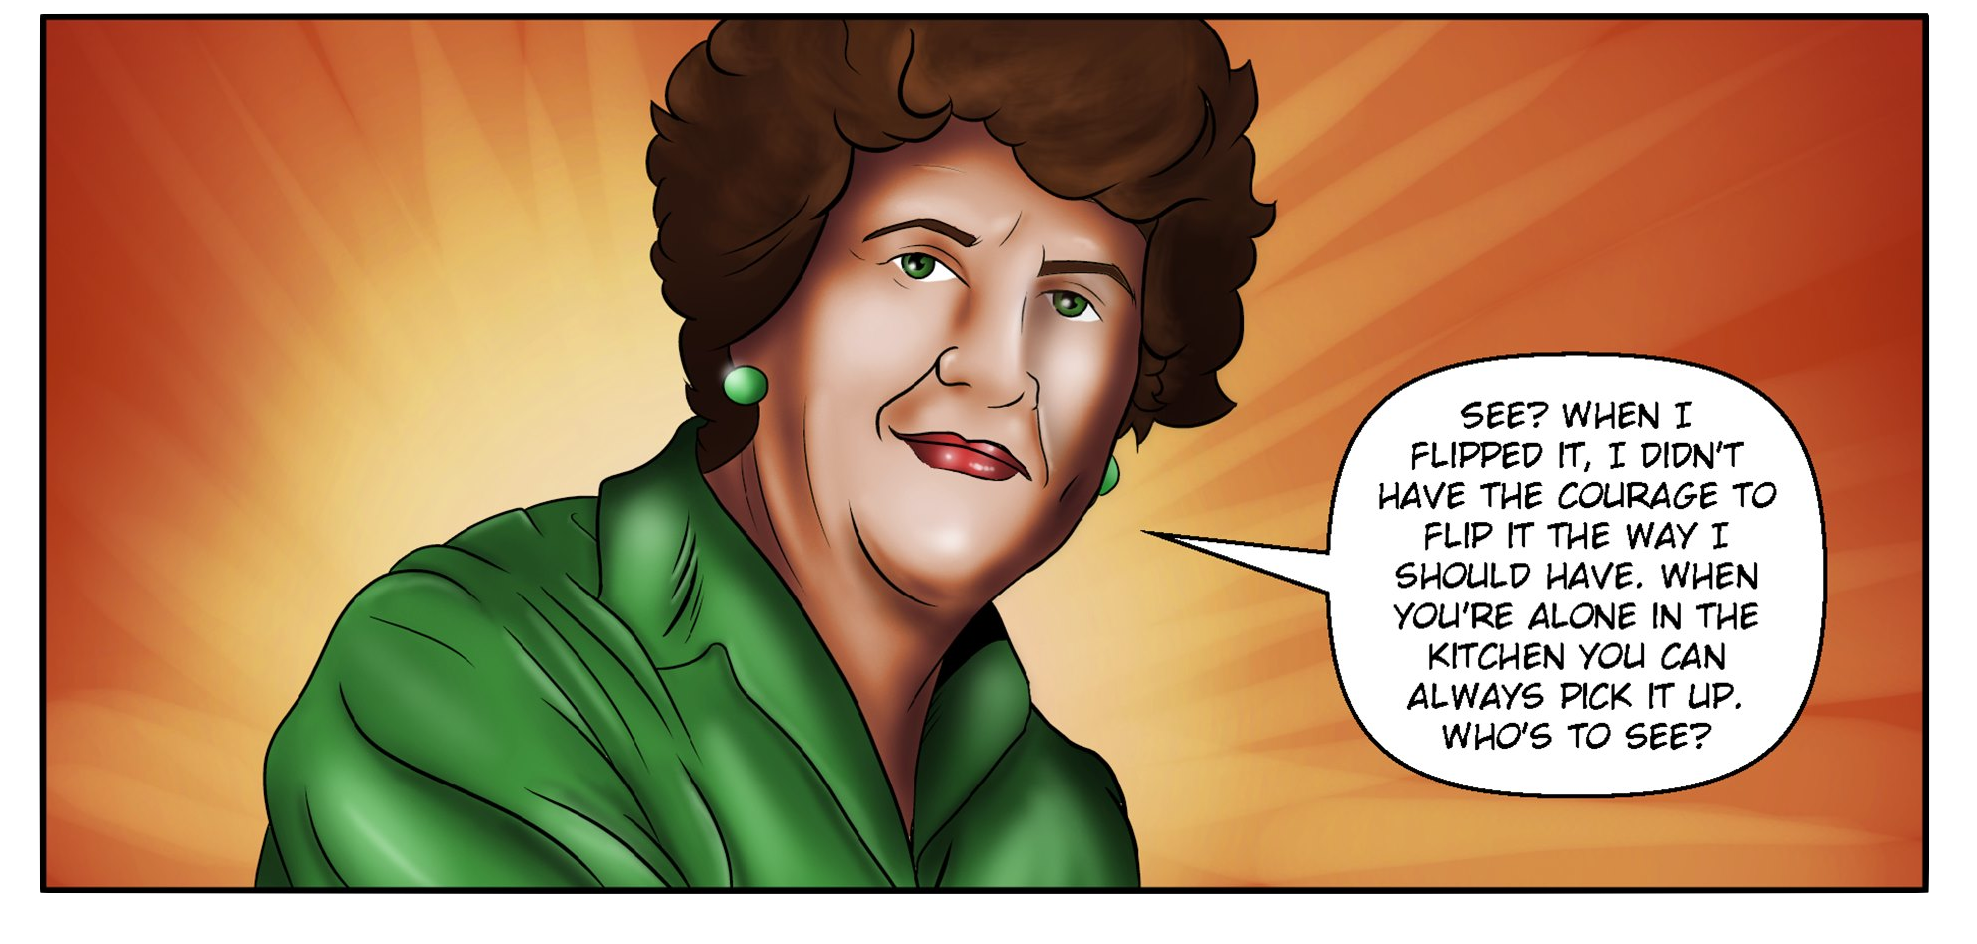 SEE? WHEN I
FLIPPED IT, I DIDN'T
HAVE THE COURAGE TO
FLIP IT THE WAY I
SHOULD HAVE. WHEN
YOU'RE ALONE IN THE
KITCHEN YOU CAN
ALWAYS PICK IT UP.
WHO'S TO SEE?